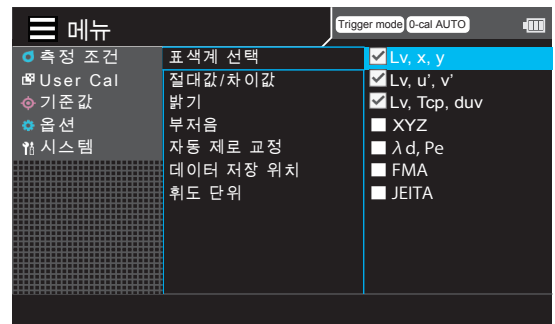 메뉴
Trigger mode 0-cal AUTO
측정 조건
User Cal
기준값
옵션
시스템
표색계 선택
절대값/차이값
밝기
부저음
자동 제로 교정
데이터 저장 위치
휘도 단위
Lv, x, y
Lv, u', v'
Lv, Tcp, duv
XYZ
λd, Pe
FMA
JEITA